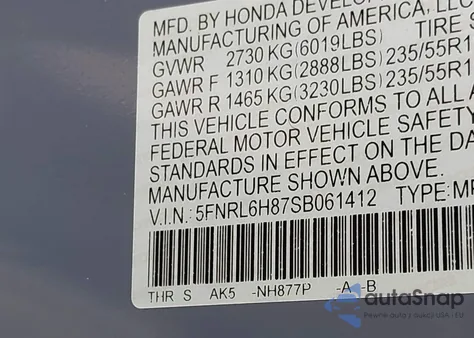 MFD. BY HONDA DEVELOP
MANUFACTURING OF AMERICA, LLC
GVWR 2730 KG(6019LBS) TIRE S
GAWR F 1310 KG(2888LBS) 235/55R1
GAWR R 1465 KG(3230LBS) 235/55R1
THIS VEHICLE CONFORMS TO ALL A
FEDERAL MOTOR VEHICLE SAFETY
STANDARDS IN EFFECT ON THE DA
MANUFACTURE SHOWN ABOVE.
V.I.N.: 5FNRL6H87SB061412 TYPE:MP
THR S AK5 -NH877P -A -B
autoSnap